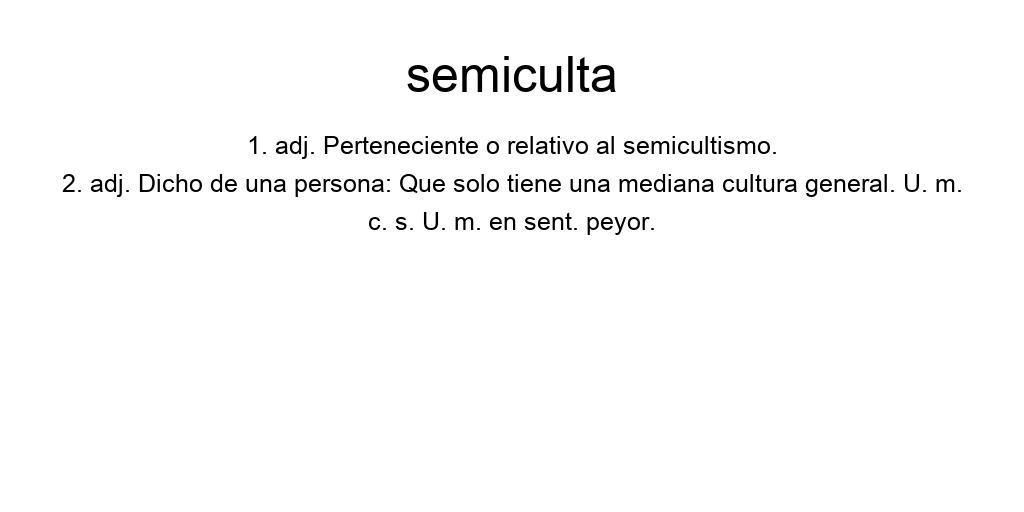 semiculta
1. adj. Perteneciente o relativo al semicultismo.
2. adj. Dicho de una persona: Que solo tiene una mediana cultura general. U. m.
c. s. U. m. en sent. peyor.